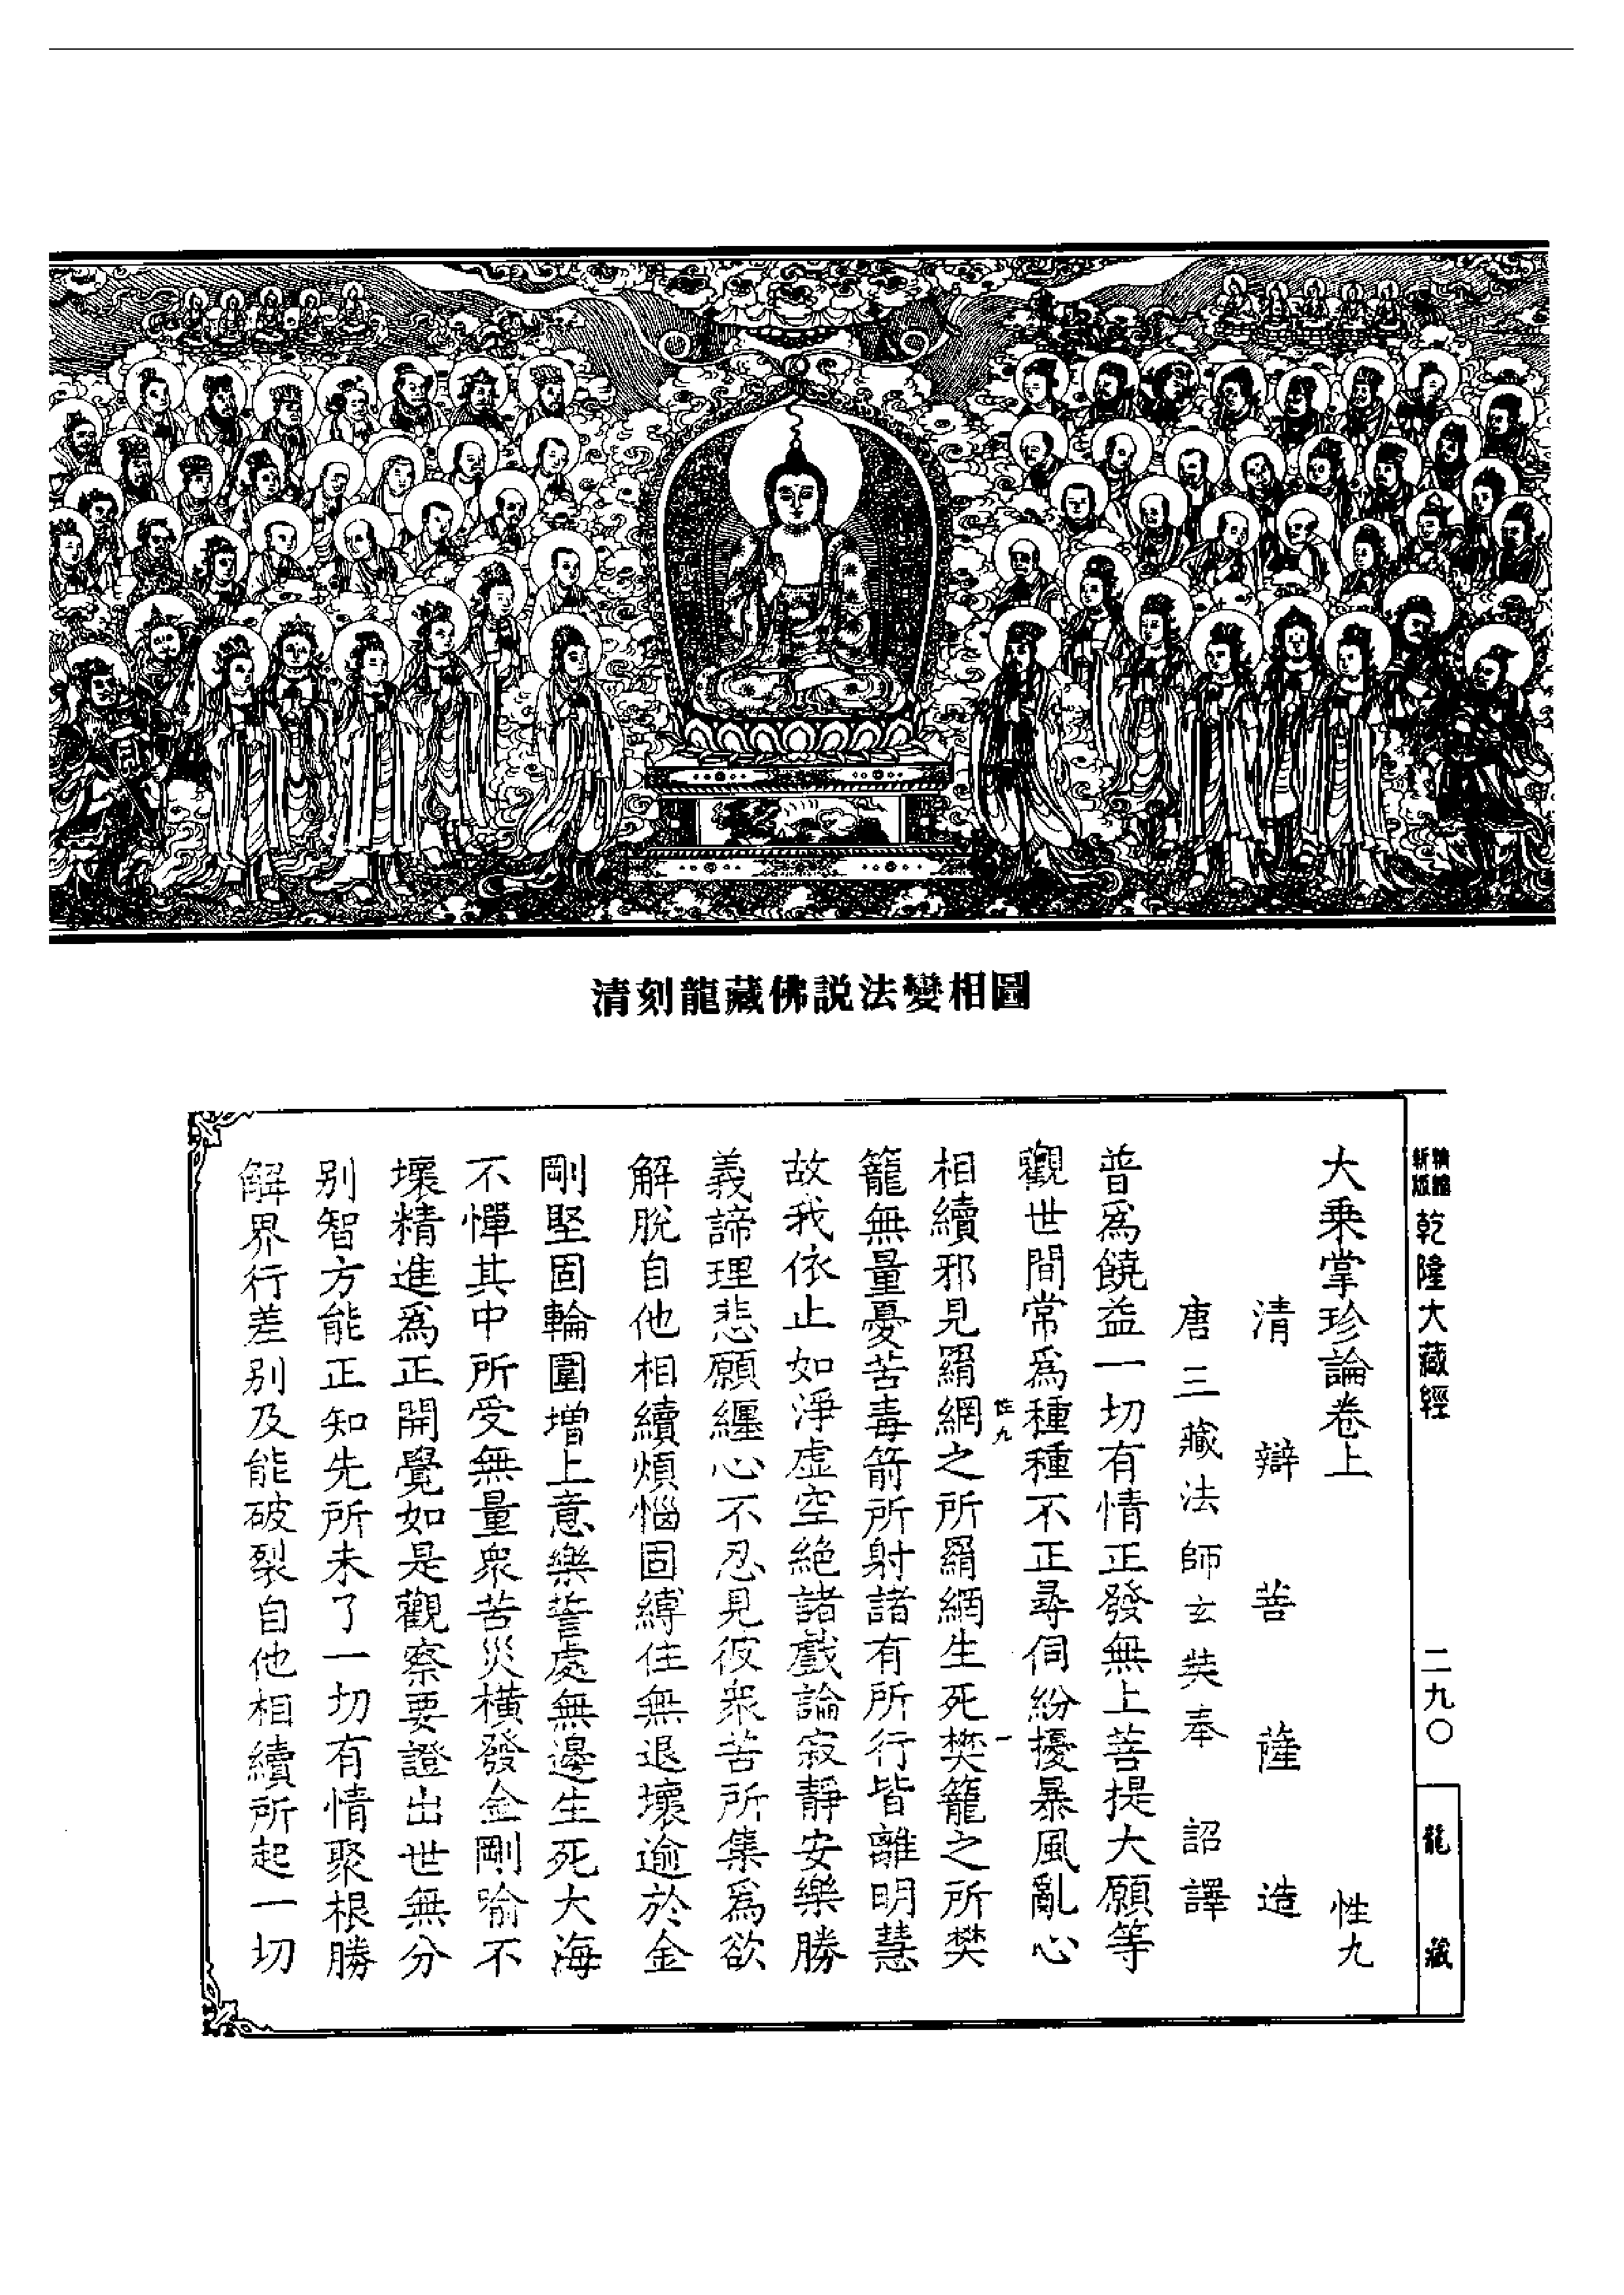 清刻龍藏佛説法變相圖
精縮新版 乾隆大藏經
二九〇
龍藏
大乘掌珍論卷上 性九
清辯菩薩造
唐三藏法師玄奘奉 詔譯
普爲饒益一切有情正發無上菩提大願等
觀世間常爲種種不正尋伺紛擾暴風亂心
性九 一
相續邪見羂網之所羂網生死樊籠之所樊
籠無量憂苦毒箭所射諸有所行皆離明慧
故我依止如淨虛空絶諸戲論寂靜安樂勝
義諦理悲願纏心不忍見彼衆苦所集爲欲
解脫自他相續煩惱固縛住無退壞逾於金
剛堅固輪圍增上意樂誓處無邊生死大海
不憚其中所受無量衆苦災橫發金剛喻不
壞精進爲正開覺如是觀察要證出世無分
别智方能正知先所未了一切有情聚根勝
解界行差别及能破裂自他相續所起一切